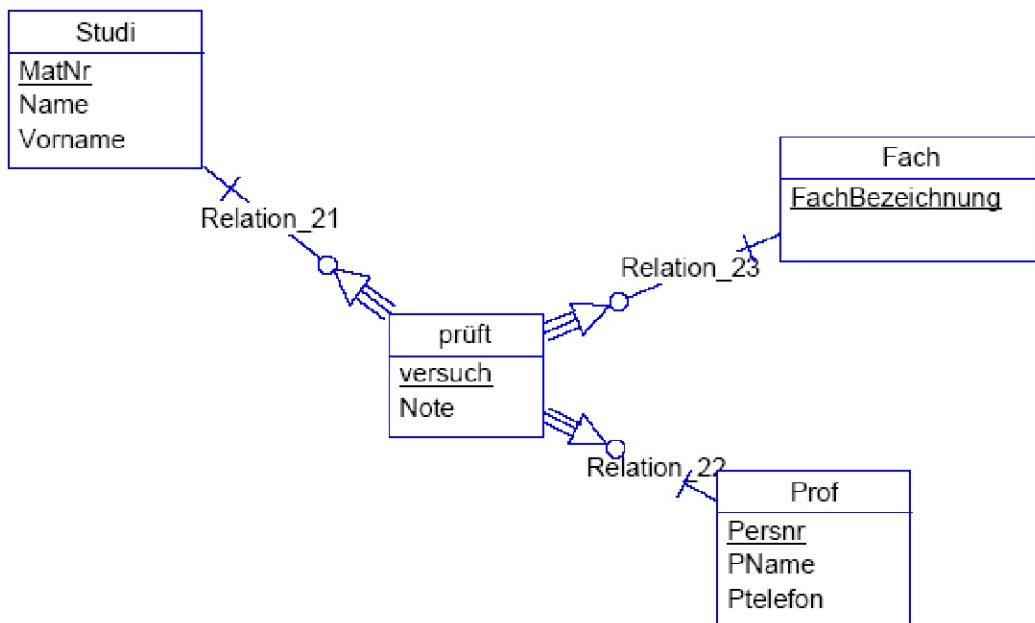 Studi
MatNr
Name
Vorname
Relation_21
Fach
FachBezeichnung
Relation_23
prüft
versuch
Note
Relation_22
Prof
Persnr
PName
Ptelefon